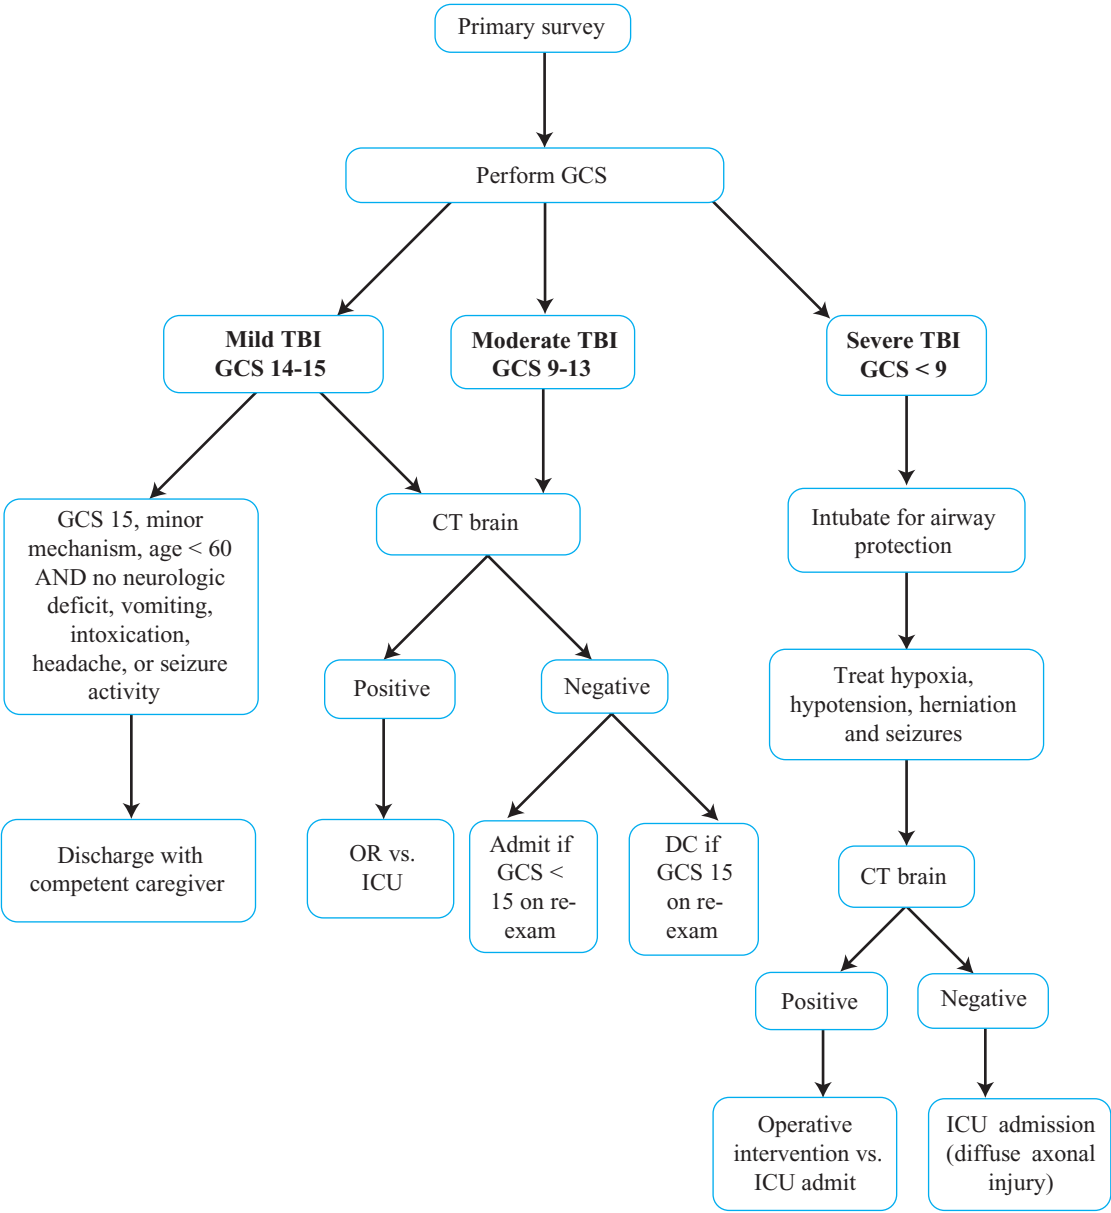 Primary survey
Perform GCS
Mild TBI
GCS 14-15
Moderate TBI
GCS 9-13
Severe TBI
GCS < 9
GCS 15, minor
mechanism, age < 60
AND no neurologic
deficit, vomiting,
intoxication,
headache, or seizure
activity
CT brain
Intubate for airway
protection
Positive
Negative
Treat hypoxia,
hypotension, herniation
and seizures
Discharge with
competent caregiver
OR vs.
ICU
Admit if
GCS <
15 on re-
exam
DC if
GCS 15
on re-
exam
CT brain
Positive
Negative
Operative
intervention vs.
ICU admit
ICU admission
(diffuse axonal
injury)